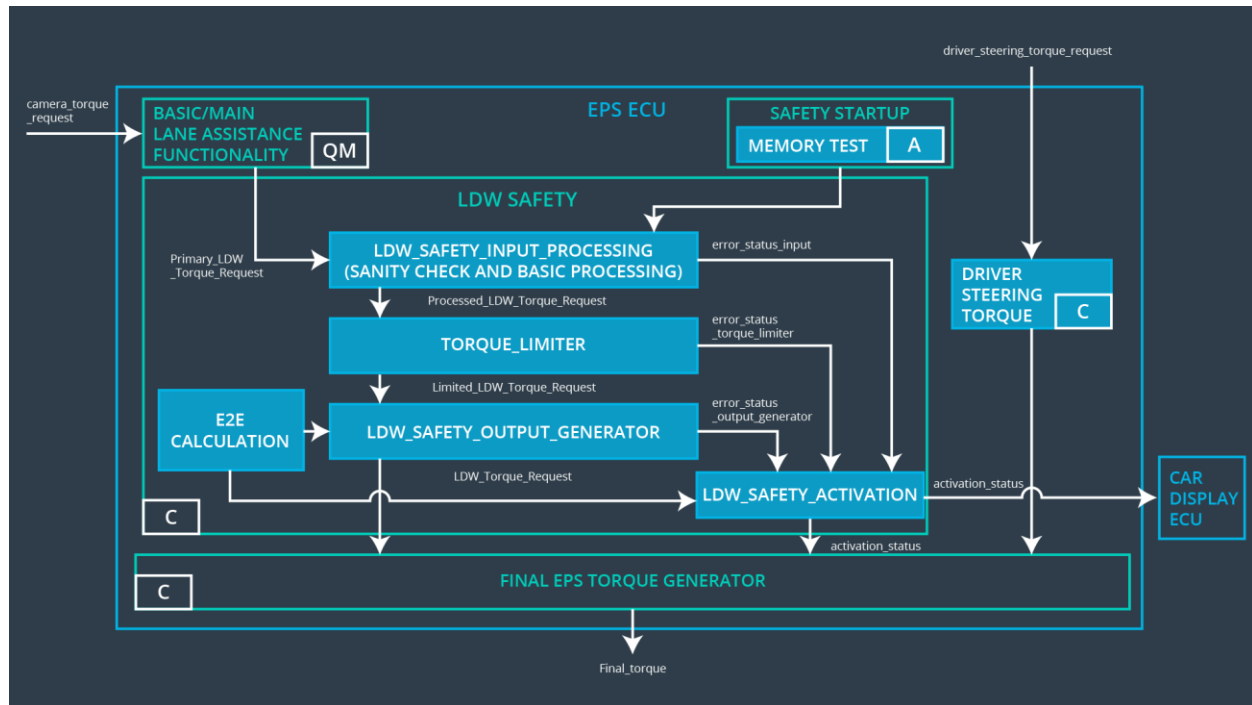 driver_steering_torque_request
camera_torque
_request
EPS ECU
BASIC/MAIN
LANE ASSISTANCE
FUNCTIONALITY
QM
SAFETY STARTUP
MEMORY TEST
A
LDW SAFETY
Primary_LDW
_Torque_Request
LDW_SAFETY_INPUT_PROCESSING
(SANITY CHECK AND BASIC PROCESSING)
error_status_input
Processed_LDW_Torque_Request
DRIVER
STEERING
TORQUE
C
TORQUE_LIMITER
error_status
_torque_limiter
Limited_LDW_Torque_Request
E2E
CALCULATION
LDW_SAFETY_OUTPUT_GENERATOR
error_status
_output_generator
LDW_Torque_Request
LDW_SAFETY_ACTIVATION
activation_status
CAR
DISPLAY
ECU
C
activation_status
FINAL EPS TORQUE GENERATOR
C
Final_torque